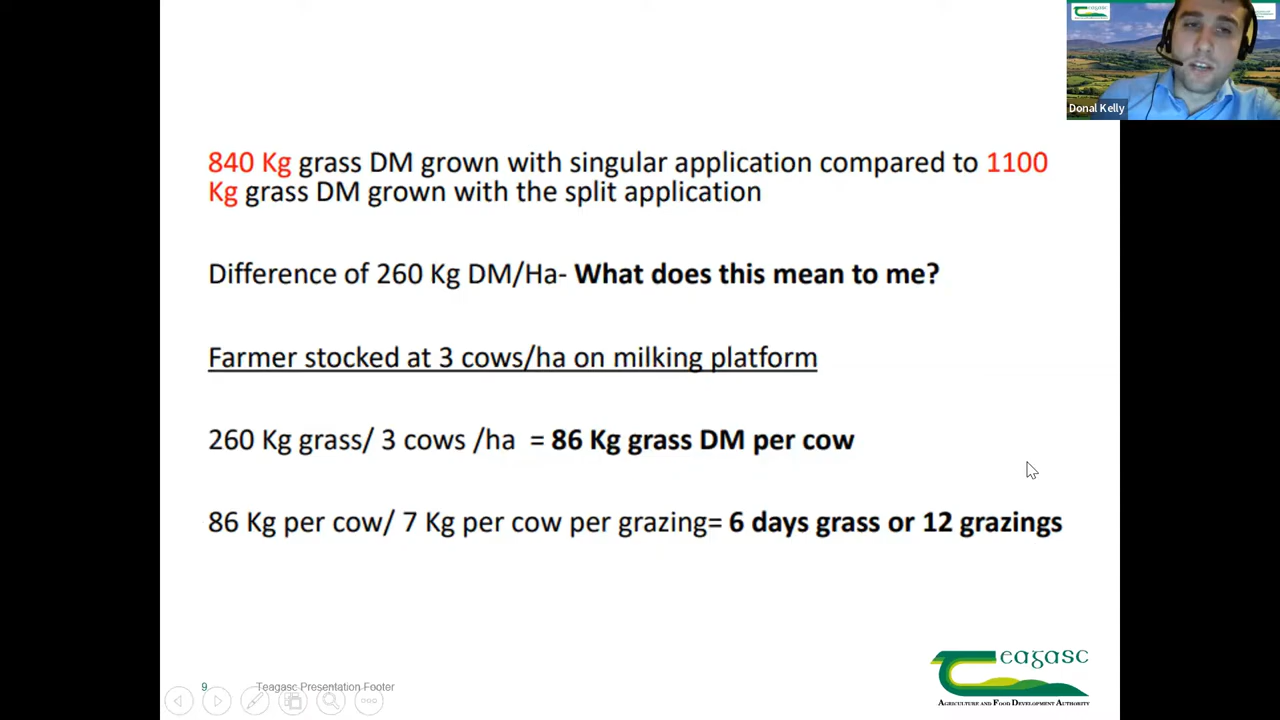 Teagasc
Donal Kelly
840 Kg grass DM grown with singular application compared to 1100
Kg grass DM grown with the split application
Difference of 260 Kg DM/Ha- What does this mean to me?
Farmer stocked at 3 cows/ha on milking platform
260 Kg grass/ 3 cows /ha = 86 Kg grass DM per cow
86 Kg per cow/ 7 Kg per cow per grazing= 6 days grass or 12 grazings
9 Teagasc Presentation Footer
Teagasc
AGRICULTURE AND FOOD DEVELOPMENT AUTHORITY